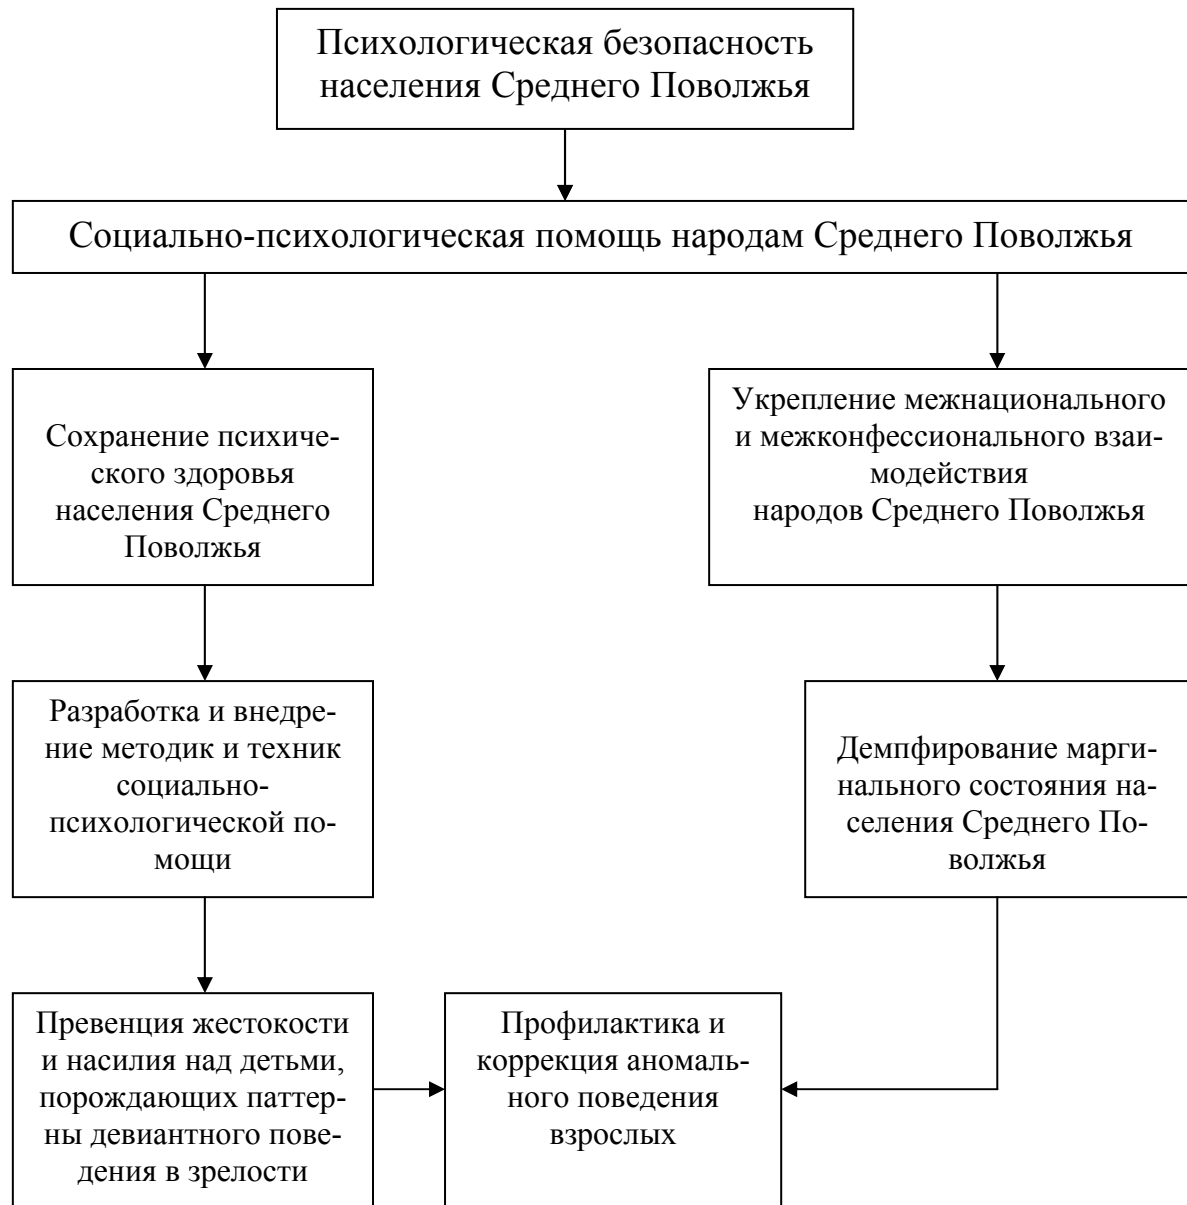 Психологическая безопасность
населения Среднего Поволжья
Социально-психологическая помощь народам Среднего Поволжья
Сохранение психиче-
ского здоровья
населения Среднего
Поволжья
Укрепление межнационального
и межконфессионального взаи-
модействия
народов Среднего Поволжья
Разработка и внедре-
ние методик и техник
социально-
психологической по-
мощи
Демпфирование марги-
нального состояния на-
селения Среднего По-
волжья
Превенция жестокости
и насилия над детьми,
порождающих паттер-
ны девиантного пове-
дения в зрелости
Профилактика и
коррекция аномаль-
ного поведения
взрослых